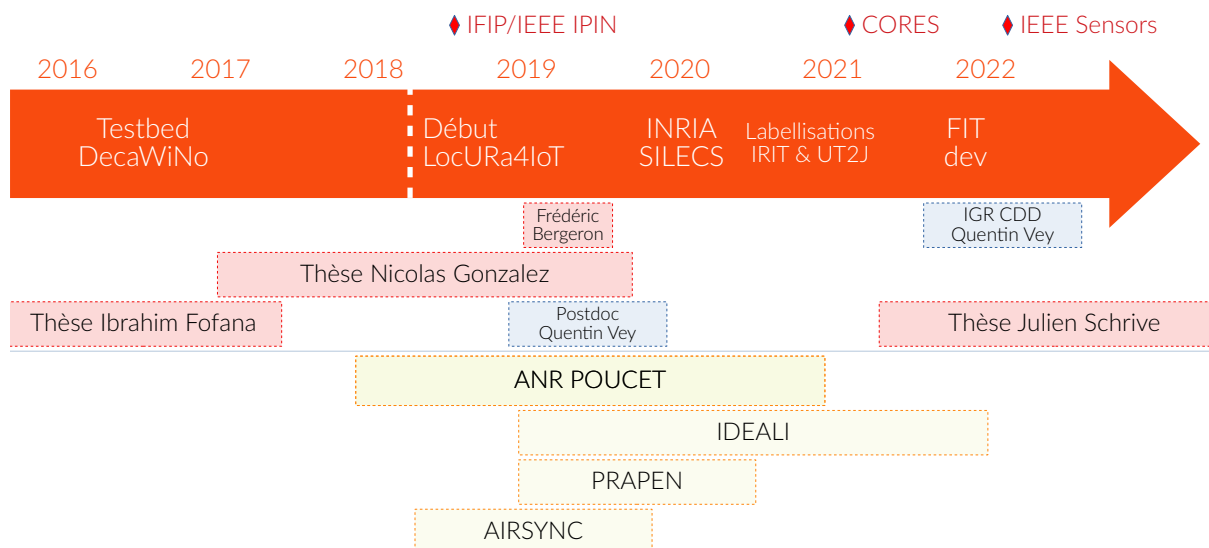 IFIP/IEEE IPIN
CORES
IEEE Sensors
2016
2017
2018
2019
2020
2021
2022
Testbed
DecaWiNo
Début
LocURa4IoT
INRIA
SILECS
Labellisations
IRIT & UT2J
FIT
dev
Frédéric
Bergeron
IGR CDD
Quentin Vey
Thèse Nicolas Gonzalez
Thèse Ibrahim Fofana
Postdoc
Quentin Vey
Thèse Julien Schrive
ANR POUCET
IDEALI
PRAPEN
AIRSYNC